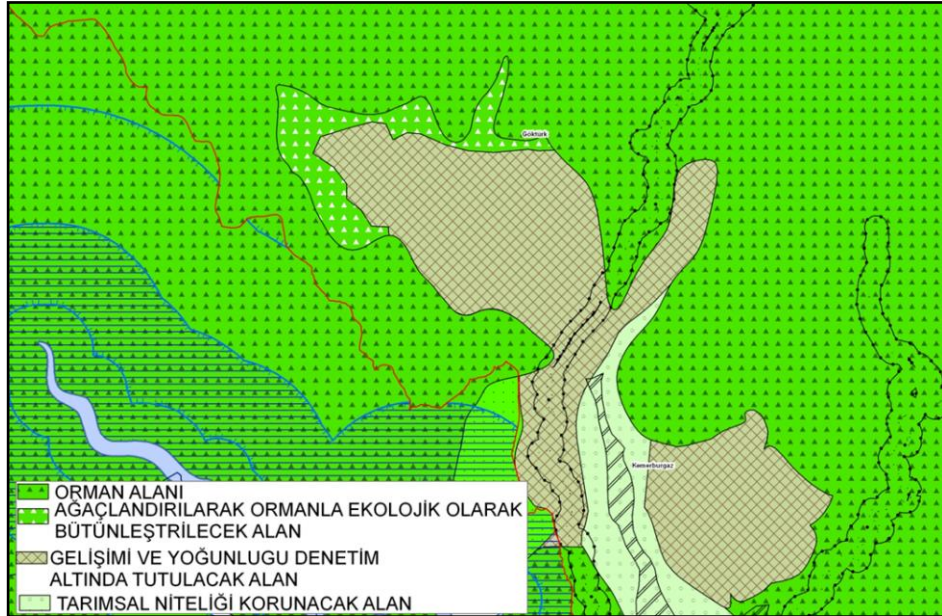 Göktürk
Kemerburgaz
ORMAN ALANI
AĞAÇLANDIRILARAK ORMANLA EKOLOJİK OLARAK
BÜTÜNLEŞTRİLECEK ALAN
GELİŞİMİ VE YOĞUNLUGU DENETİM
ALTINDA TUTULACAK ALAN
TARIMSAL NİTELİĞİ KORUNACAK ALAN